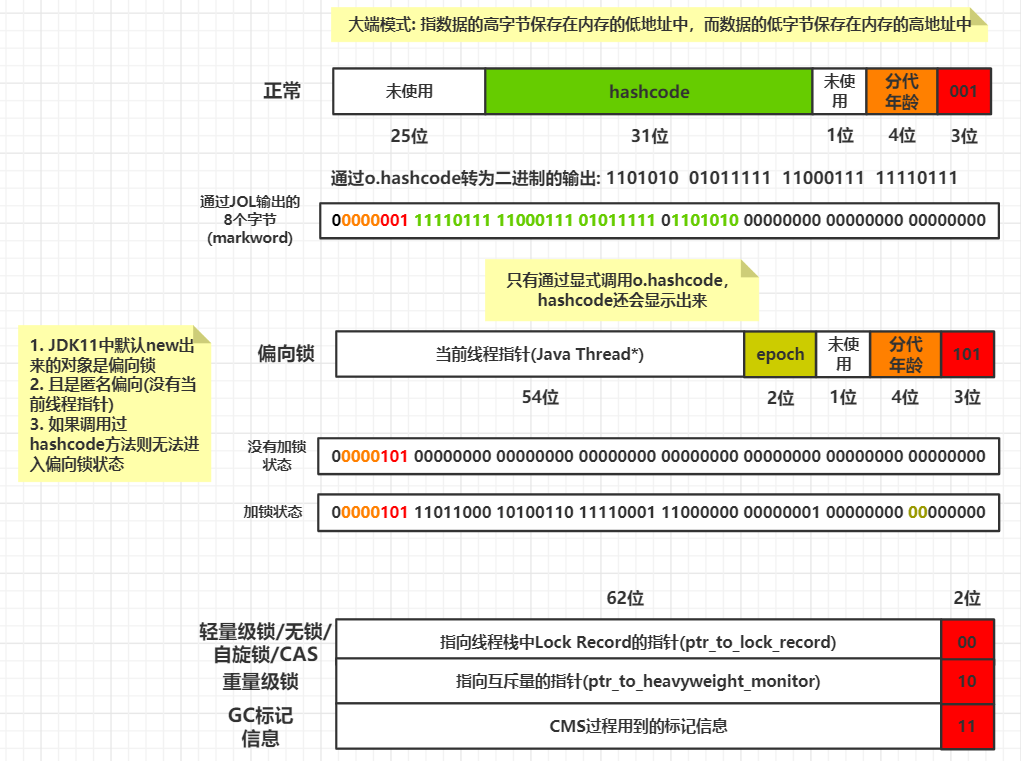 大端模式: 指数据的高字节保存在内存的低地址中，而数据的低字节保存在内存的高地址中
正常
未使用
hashcode
未使
用
分代
年龄
001
25位
31位
1位
4位
3位
通过o.hashcode转为二进制的输出: 1101010 01011111 11000111 11110111
通过JOL输出的
8个字节
(markword)
00000001 11110111 11000111 01011111 01101010 00000000 00000000 00000000
只有通过显式调用o.hashcode，
hashcode还会显示出来
1. JDK11中默认new出
来的对象是偏向锁
2. 且是匿名偏向(没有当
前线程指针)
3. 如果调用过
hashcode方法则无法进
入偏向锁状态
偏向锁
当前线程指针(Java Thread*)
epoch
未使
用
分代
年龄
101
54位
2位
1位
4位
3位
没有加锁
状态
00000101 00000000 00000000 00000000 00000000 00000000 00000000 00000000
加锁状态
00000101 11011000 10100110 11110001 11000000 00000001 00000000 00000000
62位
2位
轻量级锁/无锁/
自旋锁/CAS
指向线程栈中Lock Record的指针(ptr_to_lock_record)
00
重量级锁
指向互斥量的指针(ptr_to_heavyweight_monitor)
10
GC标记
信息
CMS过程用到的标记信息
11